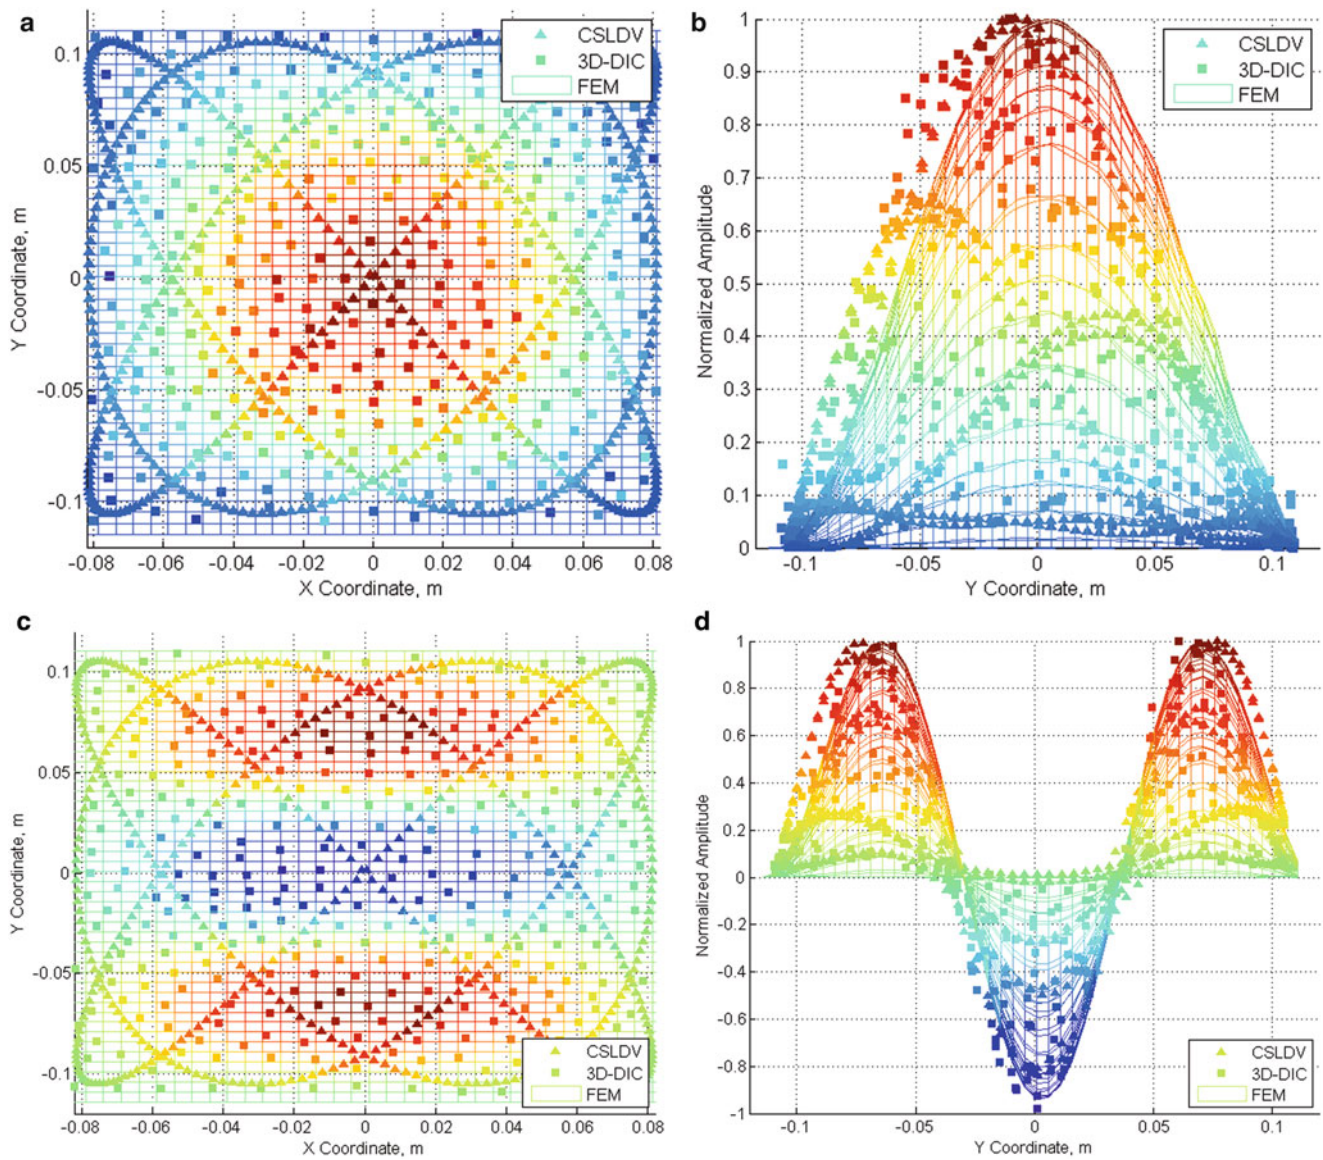 a
0.1
0.05
0
-0.05
-0.1
Y Coordinate, m
-0.08 -0.06 -0.04 -0.02 0 0.02 0.04 0.06 0.08
X Coordinate, m
CSLDV
3D-DIC
FEM
b
1
0.9
0.8
0.7
0.6
0.5
0.4
0.3
0.2
0.1
0
Normalized Amplitude
-0.1 -0.05 0 0.05 0.1
Y Coordinate, m
CSLDV
3D-DIC
FEM
c
0.1
0.05
0
-0.05
-0.1
Y Coordinate, m
-0.08 -0.06 -0.04 -0.02 0 0.02 0.04 0.06 0.08
X Coordinate, m
CSLDV
3D-DIC
FEM
d
1
0.8
0.6
0.4
0.2
0
-0.2
-0.4
-0.6
-0.8
-1
Normalized Amplitude
-0.1 -0.05 0 0.05 0.1
Y Coordinate, m
CSLDV
3D-DIC
FEM